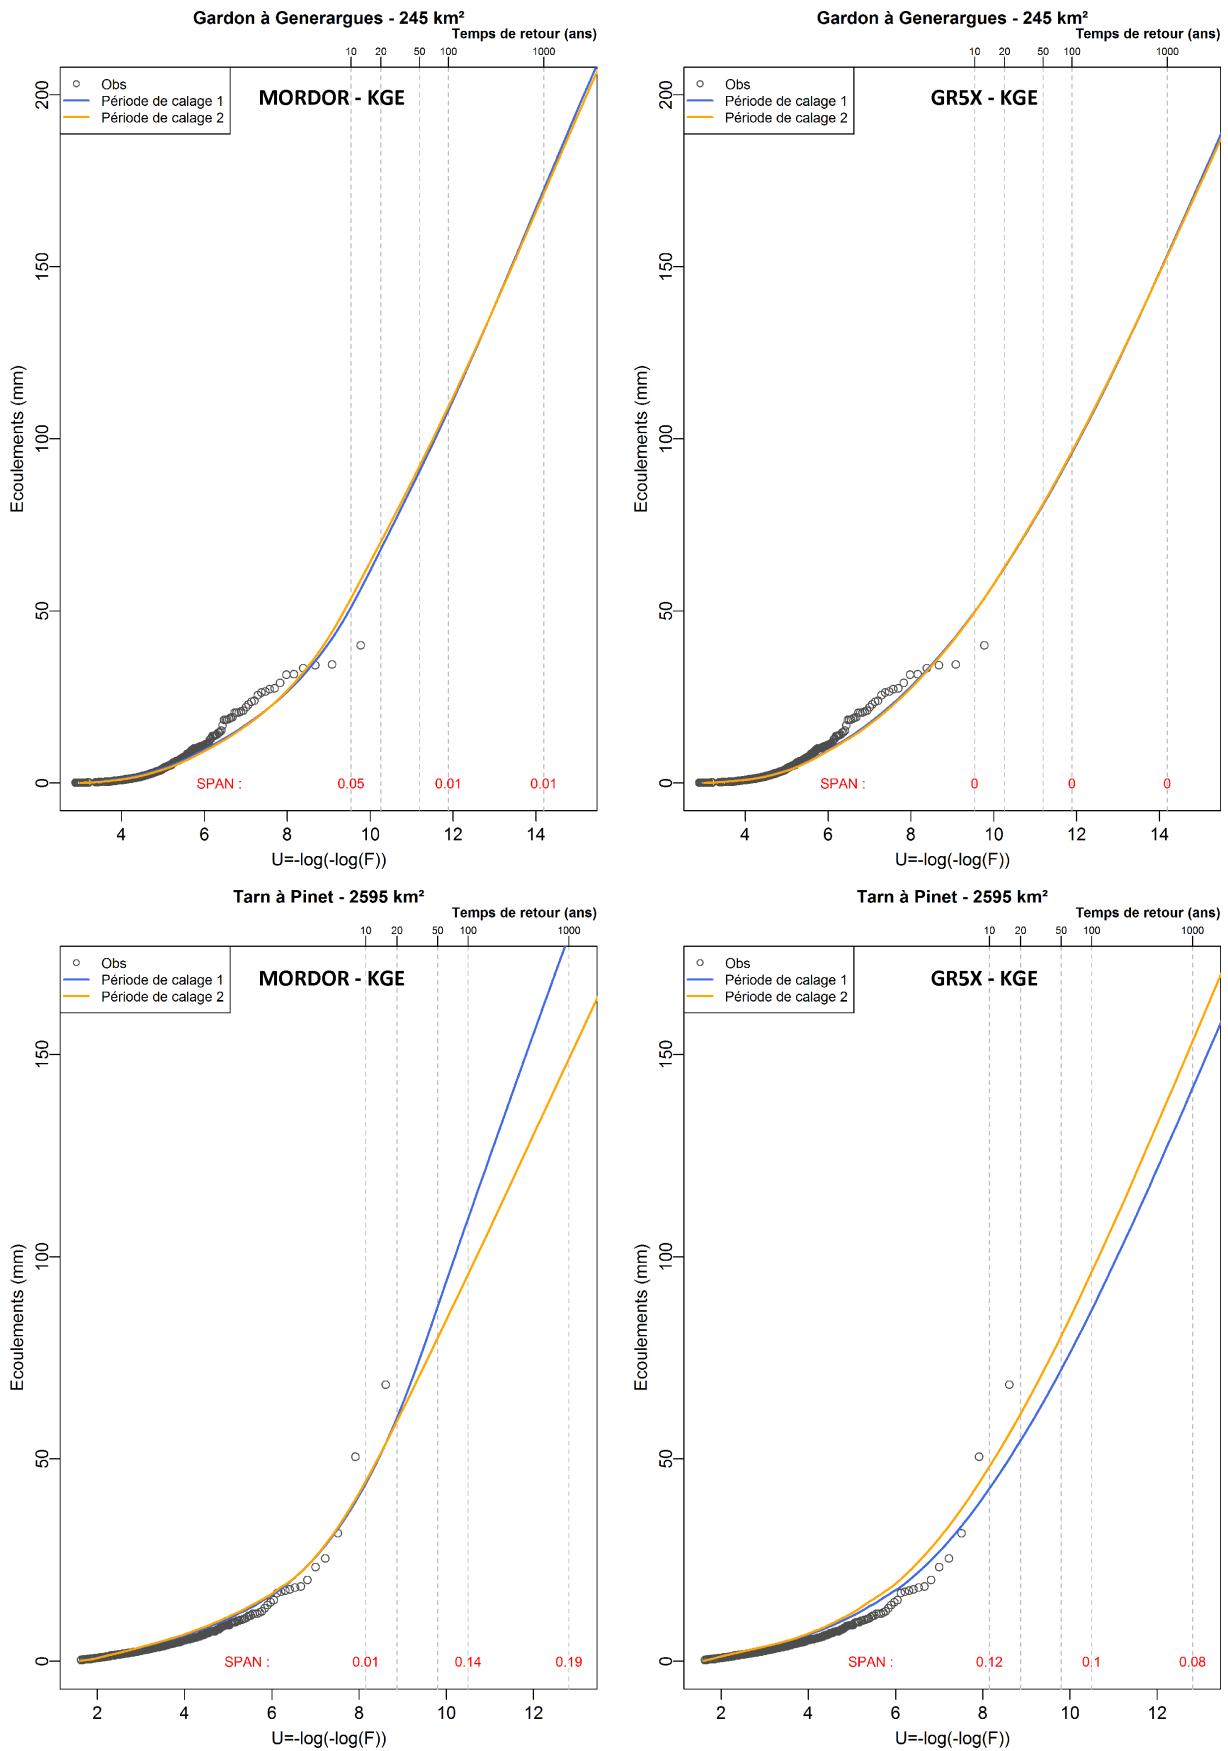 Gardon à Generargues - 245 km²
Temps de retour (ans)
10 20 50 100 1000
Obs
Période de calage 1
Période de calage 2
MORDOR - KGE
Ecoulements (mm)
200
150
100
50
0
SPAN : 0.05 0.01 0.01
4 6 8 10 12 14
U=-log(-log(F))
Gardon à Generargues - 245 km²
Temps de retour (ans)
10 20 50 100 1000
Obs
Période de calage 1
Période de calage 2
GR5X - KGE
Ecoulements (mm)
200
150
100
50
0
SPAN : 0 0 0
4 6 8 10 12 14
U=-log(-log(F))
Tarn à Pinet - 2595 km²
Temps de retour (ans)
10 20 50 100 1000
Obs
Période de calage 1
Période de calage 2
MORDOR - KGE
Ecoulements (mm)
150
100
50
0
SPAN : 0.01 0.14 0.19
2 4 6 8 10 12
U=-log(-log(F))
Tarn à Pinet - 2595 km²
Temps de retour (ans)
10 20 50 100 1000
Obs
Période de calage 1
Période de calage 2
GR5X - KGE
Ecoulements (mm)
150
100
50
0
SPAN : 0.12 0.1 0.08
2 4 6 8 10 12
U=-log(-log(F))